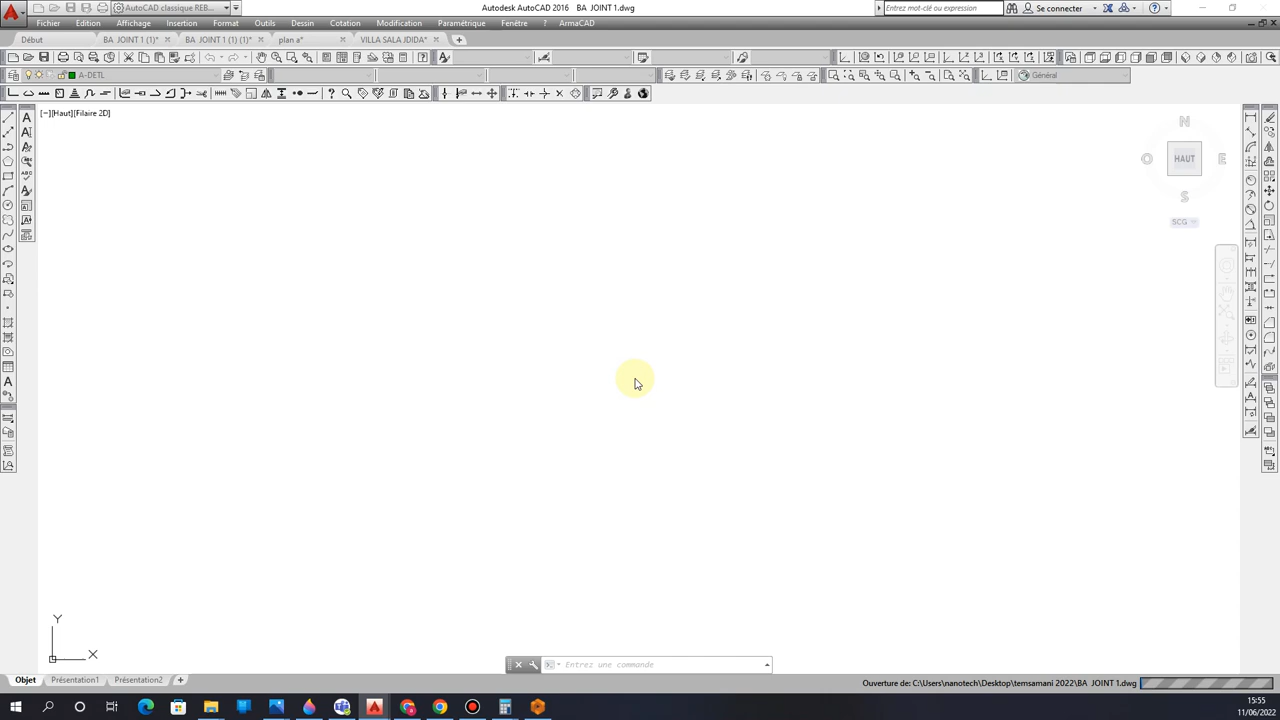 AutoCAD classique REB...
Autodesk AutoCAD 2016 BA JOINT 1.dwg
Entrez mot-clé ou expression
Se connecter
Fichier Edition Affichage Insertion Format Outils Dessin Cotation Modification Paramétrique Fenêtre ? ArmaCAD
Début BA JOINT 1 (1)* BA JOINT 1 (1) (1)* plan a* VILLA SALA JDIDA*
A-DETL
Général
[−][Haut][Filaire 2D]
N
O HAUT E
S
SCG
Y
X
Entrez une commande
Objet Présentation1 Présentation2 +
Ouverture de: C:\Users\nanotech\Desktop\temsamani 2022\BA JOINT 1.dwg
15:55
11/06/2022